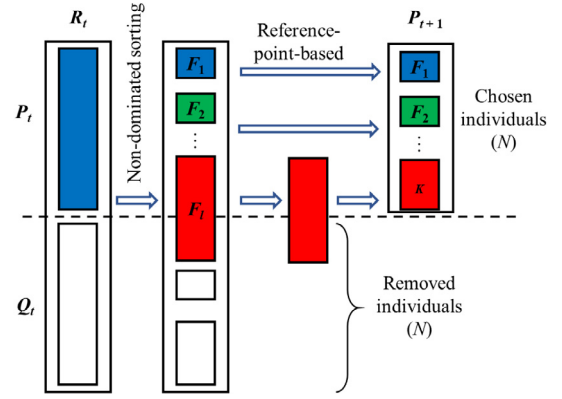 R_t
Non-dominated sorting
Reference-
point-based
P_{t+1}
P_t
F_1
F_2
⋮
F_l
F_1
F_2
⋮
K
Chosen
individuals
(N)
Q_t
Removed
individuals
(N)